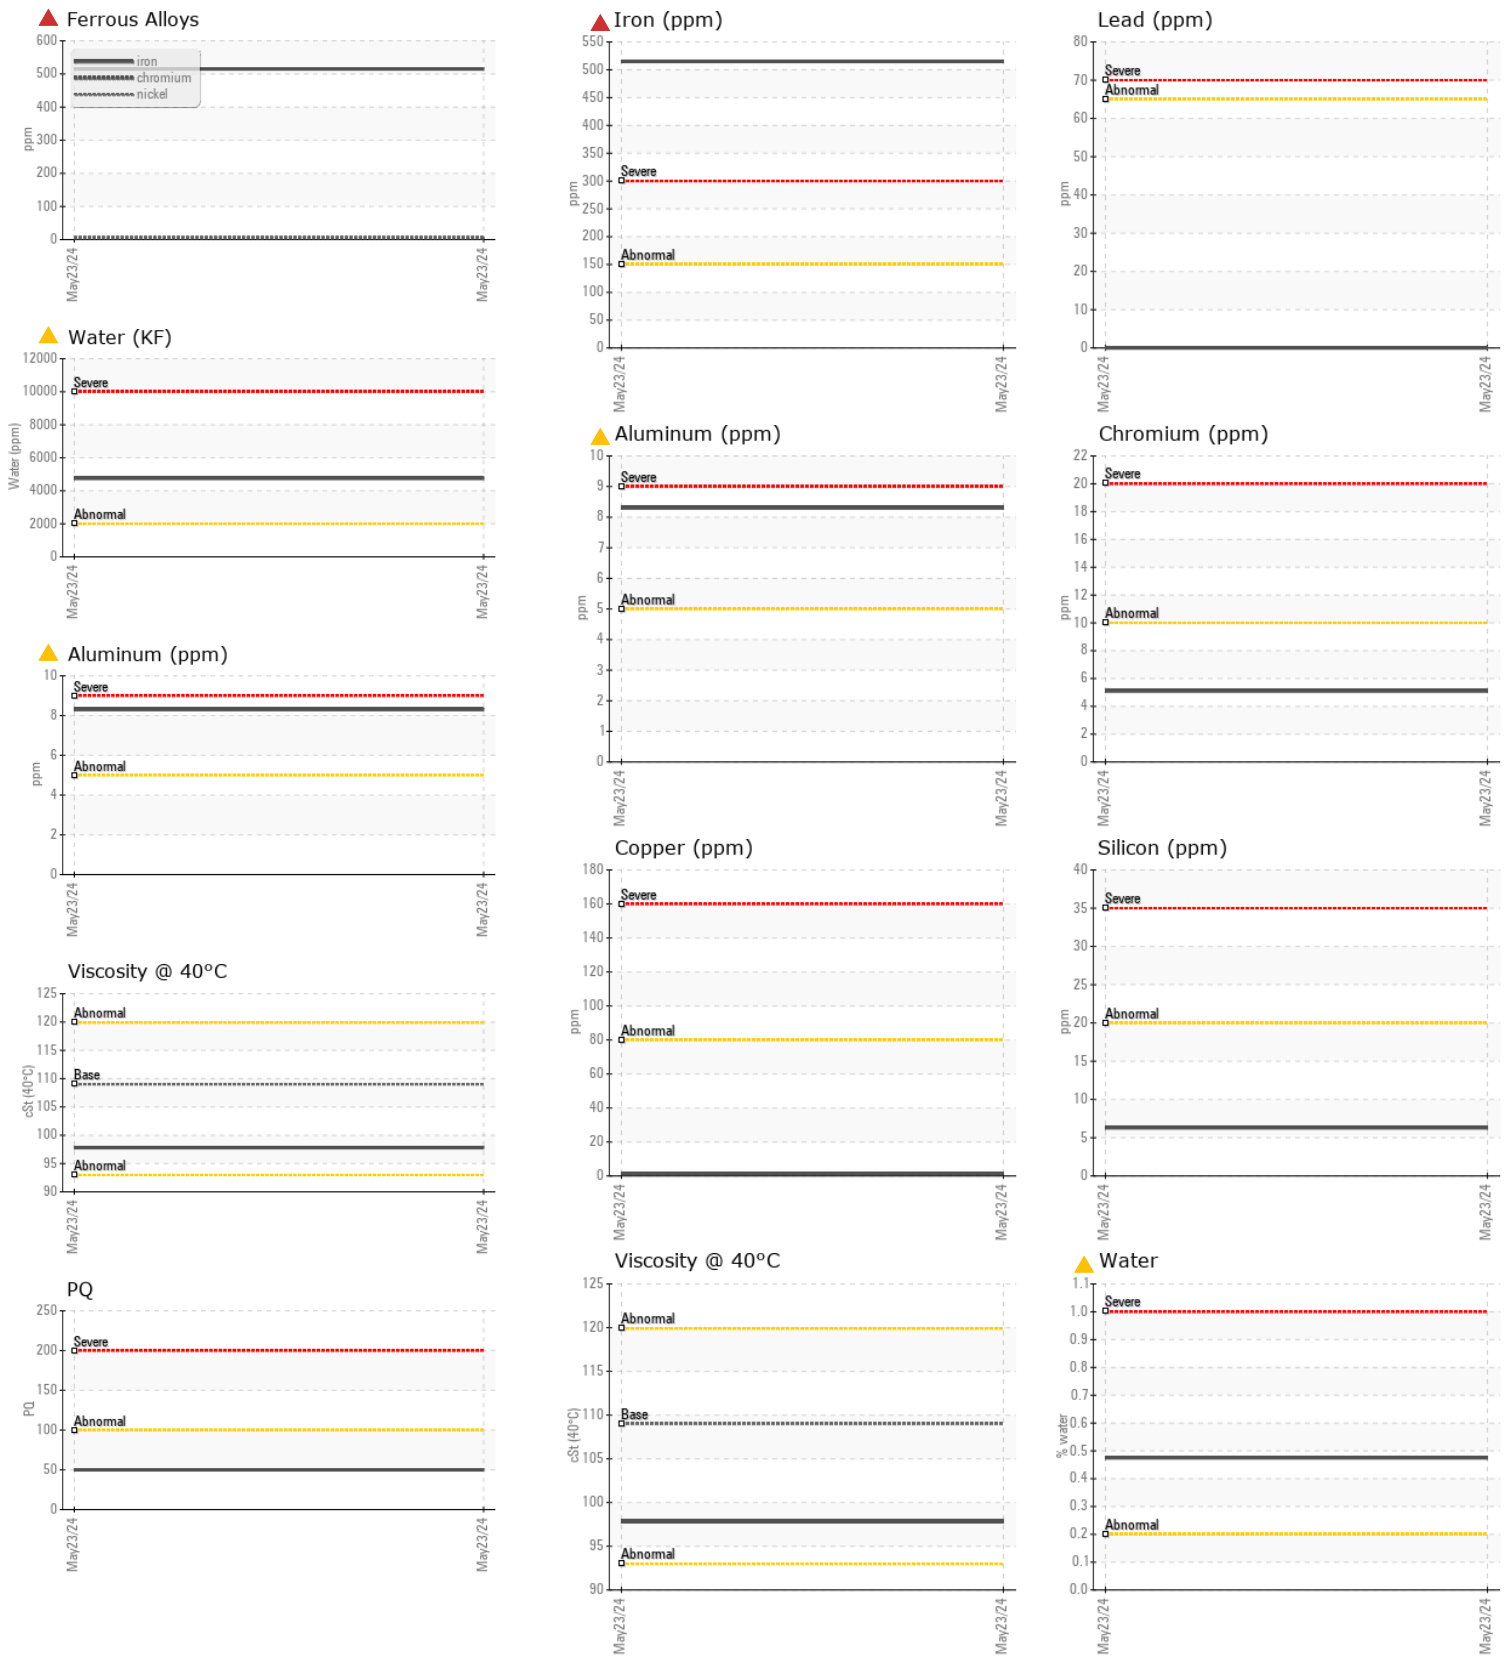 Ferrous Alloys
600
500
400
300
200
100
0
ppm
iron
chromium
nickel
May23/24
May23/24
Water (KF)
12000
10000
8000
6000
4000
2000
0
Water (ppm)
Severe
Abnormal
May23/24
May23/24
Aluminum (ppm)
10
8
6
4
2
0
ppm
Severe
Abnormal
May23/24
May23/24
Viscosity @ 40°C
125
120
115
110
105
100
95
90
cSt (40°C)
Abnormal
Base
Abnormal
May23/24
May23/24
PQ
250
200
150
100
50
0
PQ
Severe
Abnormal
May23/24
May23/24
Iron (ppm)
550
500
450
400
350
300
250
200
150
100
50
0
ppm
Severe
Abnormal
May23/24
May23/24
Lead (ppm)
80
70
60
50
40
30
20
10
0
ppm
Severe
Abnormal
May23/24
May23/24
Aluminum (ppm)
10
9
8
7
6
5
4
3
2
1
0
ppm
Severe
Abnormal
May23/24
May23/24
Chromium (ppm)
22
20
18
16
14
12
10
8
6
4
2
0
ppm
Severe
Abnormal
May23/24
May23/24
Copper (ppm)
180
160
140
120
100
80
60
40
20
0
ppm
Severe
Abnormal
May23/24
May23/24
Silicon (ppm)
40
35
30
25
20
15
10
5
0
ppm
Severe
Abnormal
May23/24
May23/24
Viscosity @ 40°C
125
120
115
110
105
100
95
90
cSt (40°C)
Abnormal
Base
Abnormal
May23/24
May23/24
Water
1.1
1.0
0.9
0.8
0.7
0.6
0.5
0.4
0.3
0.2
0.1
0.0
% water
Severe
Abnormal
May23/24
May23/24